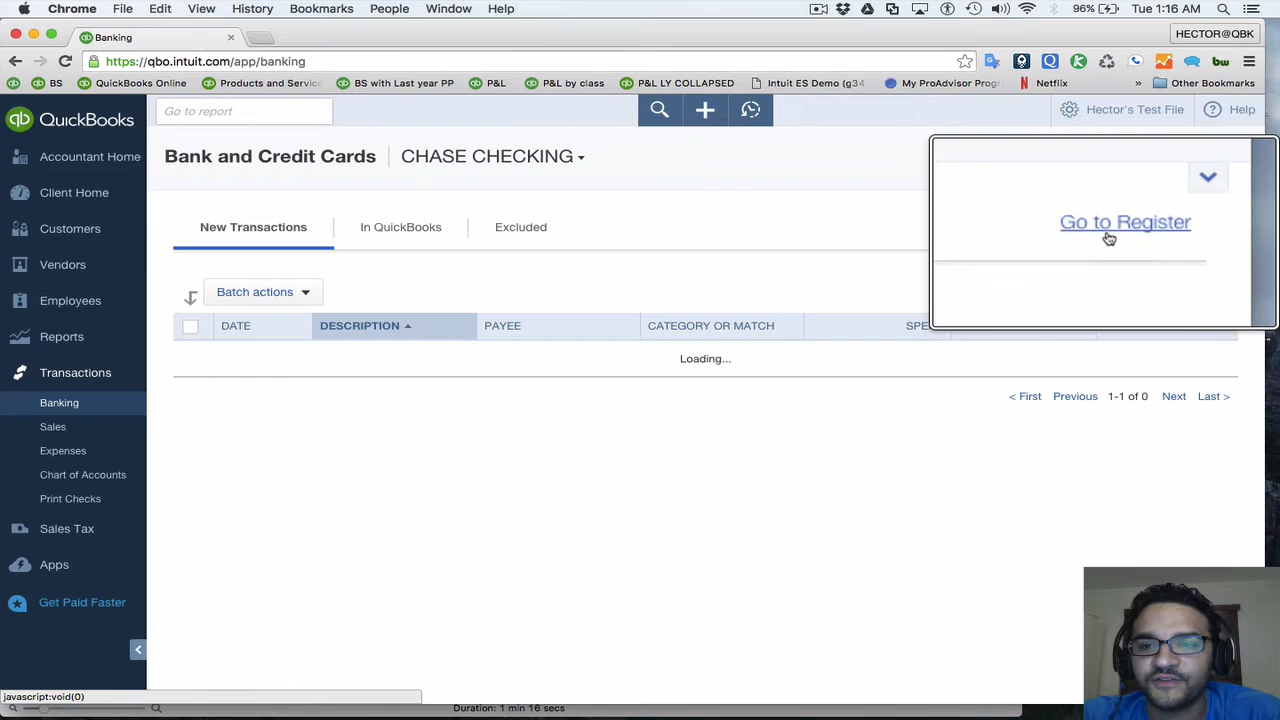 Chrome File Edit View History Bookmarks People Window Help 96% Tue 1:16 AM
Banking HECTOR@QBK
https://qbo.intuit.com/app/banking
BS QuickBooks Online Products and Servic BS with Last year PP P&L P&L by class P&L LY COLLAPSED Intuit ES Demo (g34 My ProAdvisor Progr Netflix » Other Bookmarks
QuickBooks Go to report Hector's Test File Help
Accountant Home
Client Home
Customers
Vendors
Employees
Reports
Transactions
Banking
Sales
Expenses
Chart of Accounts
Print Checks
Sales Tax
Apps
Get Paid Faster
Bank and Credit Cards CHASE CHECKING
Go to Register
New Transactions In QuickBooks Excluded
Batch actions
DATE DESCRIPTION PAYEE CATEGORY OR MATCH SPE
Loading...
< First Previous 1-1 of 0 Next Last >
javascript:void(0)
Duration: 1 min 16 secs